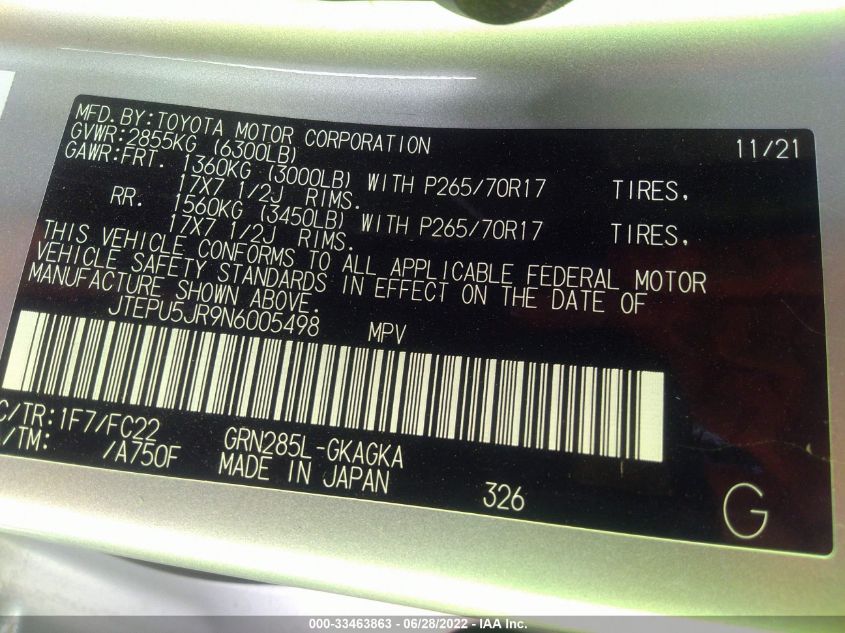 MFD. BY: TOYOTA MOTOR CORPORATION 11/21
GVWR: 2855KG (6300LB)
GAWR: FRT. 1360KG (3000LB) WITH P265/70R17 TIRES,
17X7 1/2J RIMS.
RR. 1560KG (3450LB) WITH P265/70R17 TIRES,
17X7 1/2J RIMS.
THIS VEHICLE CONFORMS TO ALL APPLICABLE FEDERAL MOTOR
VEHICLE SAFETY STANDARDS IN EFFECT ON THE DATE OF
MANUFACTURE SHOWN ABOVE.
JTEPU5JR9N6005498 MPV
C/TR: 1F7/FC22 GRN285L-GKAGKA
/TM: /A750F MADE IN JAPAN 326 G
000-33463863 / 06/28/2022 - IAA Inc.